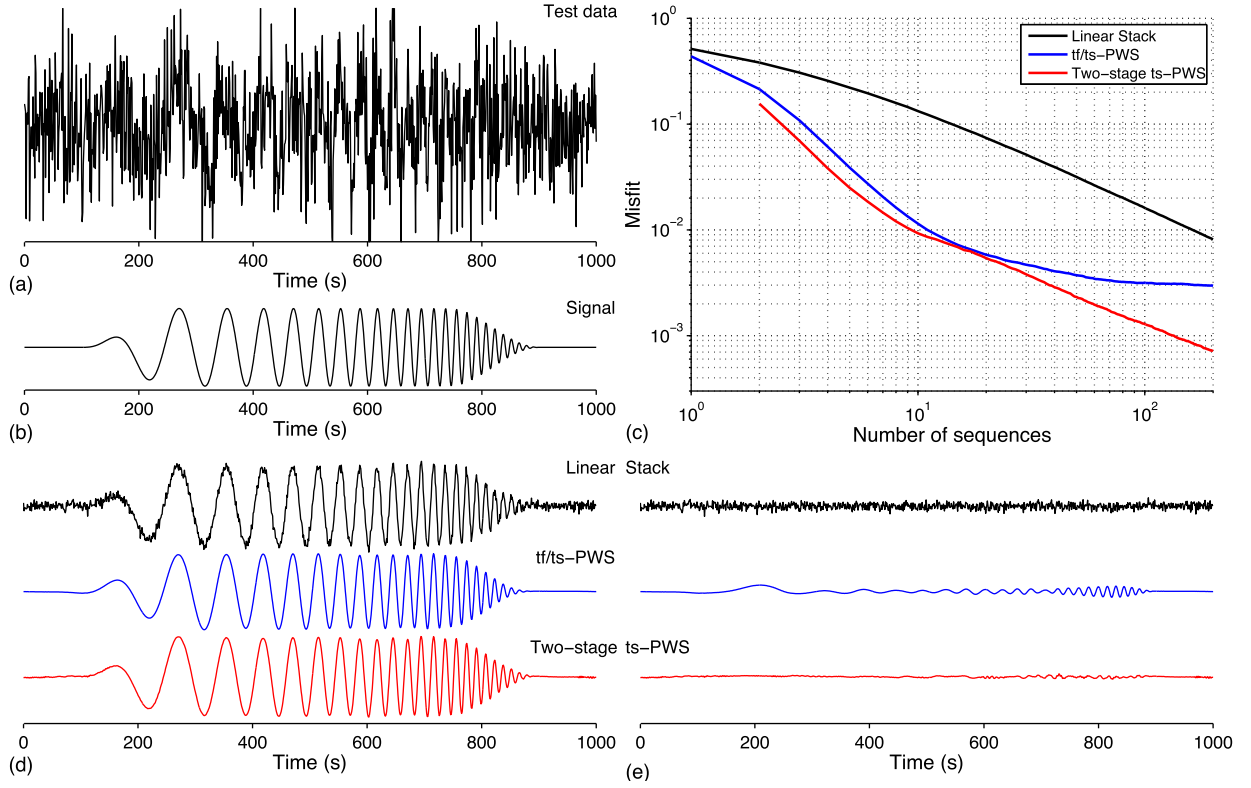 Test data
0 200 400 600 800 1000
Time (s)
(a)
Signal
0 200 400 600 800 1000
Time (s)
(b)
10^0
10^-1
10^-2
10^-3
Misfit
Linear Stack
tf/ts-PWS
Two-stage ts-PWS
10^0 10^1 10^2
Number of sequences
(c)
Linear Stack
tf/ts-PWS
Two-stage ts-PWS
0 200 400 600 800 1000
Time (s)
(d)
0 200 400 600 800 1000
Time (s)
(e)